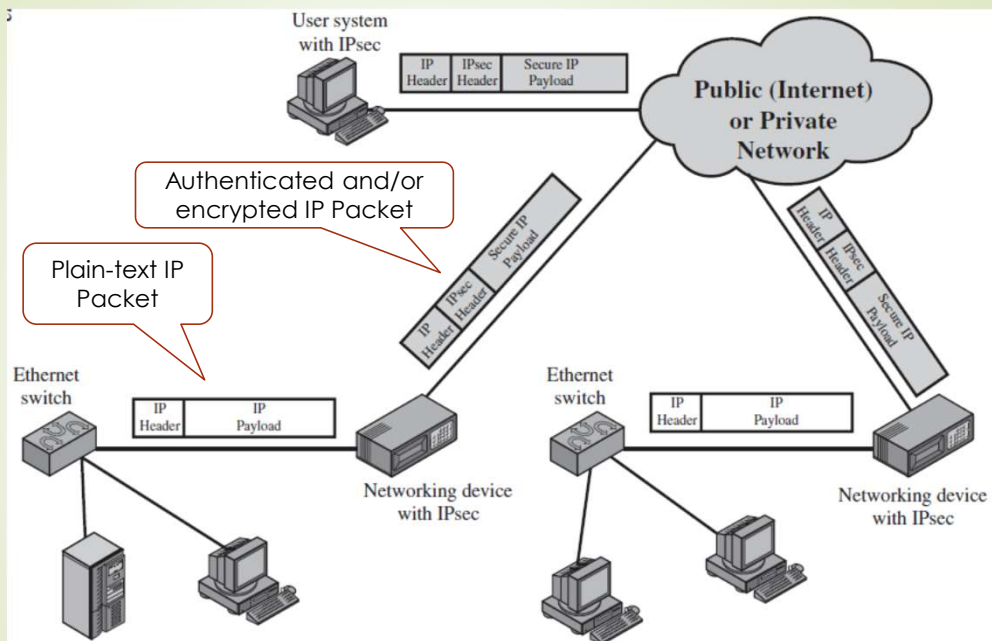 User system
with IPsec
IP
Header
IPsec
Header
Secure IP
Payload
Public (Internet)
or Private
Network
Authenticated and/or
encrypted IP Packet
Plain-text IP
Packet
IP
Header
IPsec
Header
Secure IP
Payload
IP
Header
IPsec
Header
Secure IP
Payload
Ethernet
switch
IP
Header
IP
Payload
Networking device
with IPsec
Ethernet
switch
IP
Header
IP
Payload
Networking device
with IPsec